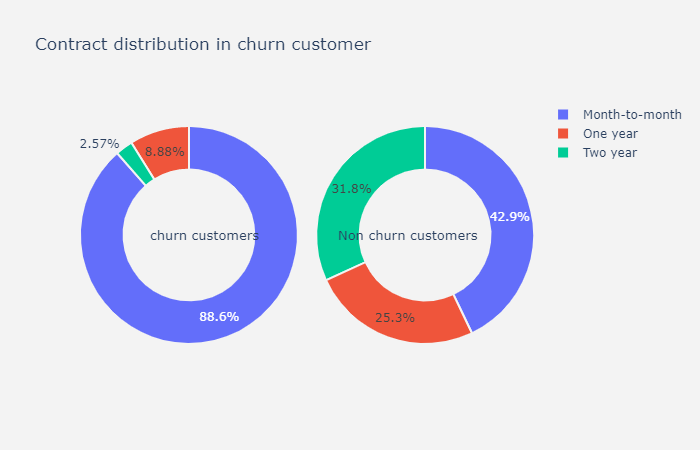 Contract distribution in churn customer
Month-to-month
One year
Two year
2.57%
8.88%
churn customers
88.6%
31.8%
42.9%
Non churn customers
25.3%